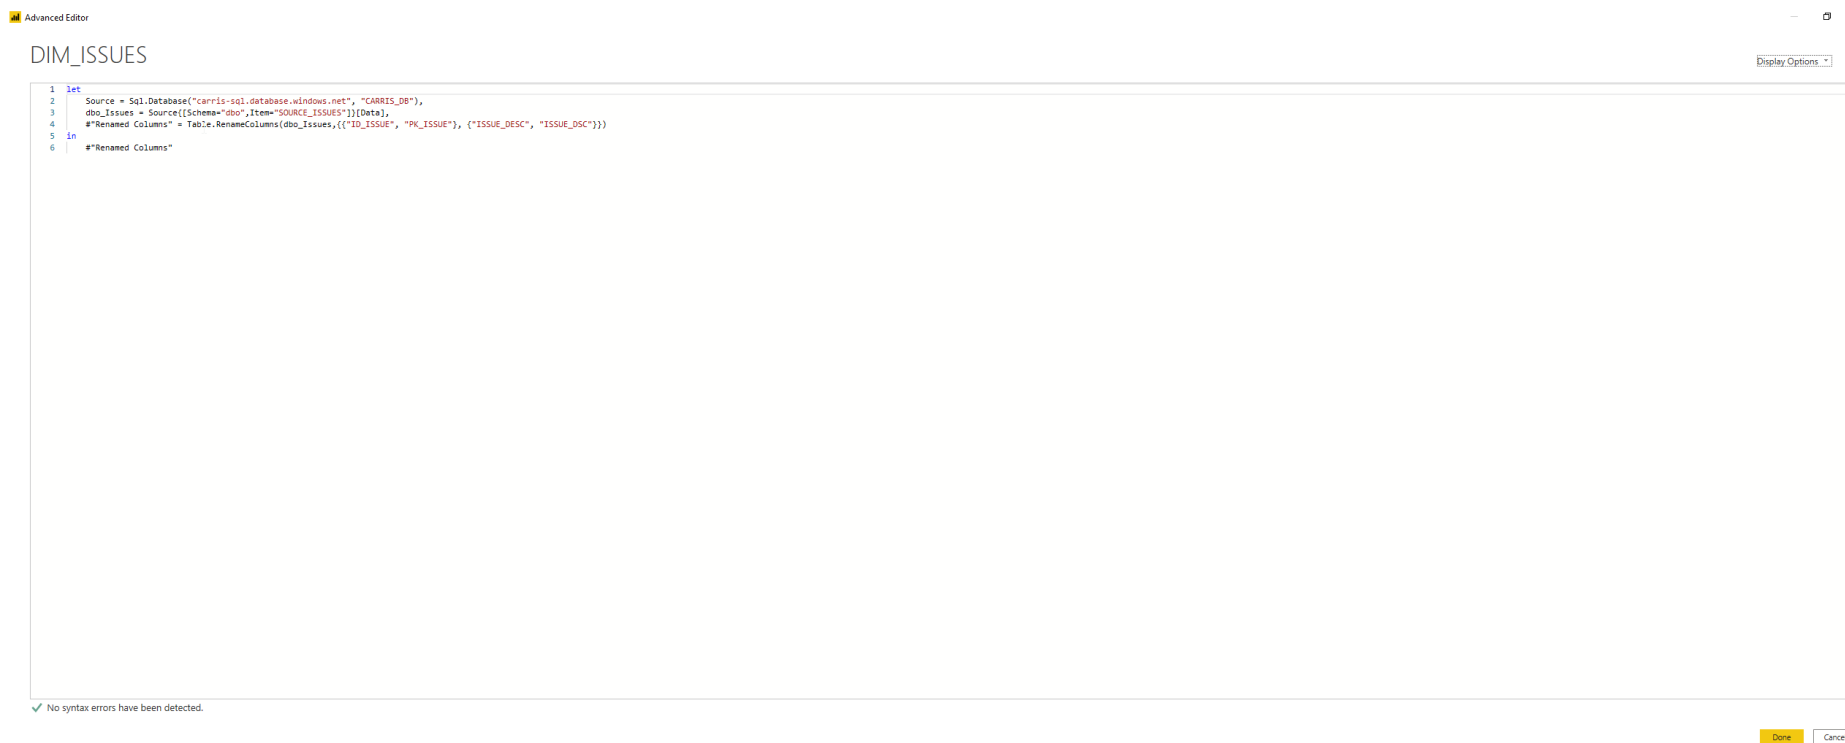 Advanced Editor
DIM_ISSUES
Display Options
1 let
2 Source = Sql.Database("carris-sql.database.windows.net", "CARRIS_DB"),
3 dbo_Issues = Source{[Schema="dbo",Item="SOURCE_ISSUES"]}[Data],
4 #"Renamed Columns" = Table.RenameColumns(dbo_Issues,{{"ID_ISSUE", "PK_ISSUE"}, {"ISSUE_DESC", "ISSUE_DSC"}})
5 in
6 #"Renamed Columns"
No syntax errors have been detected.
Done Cance